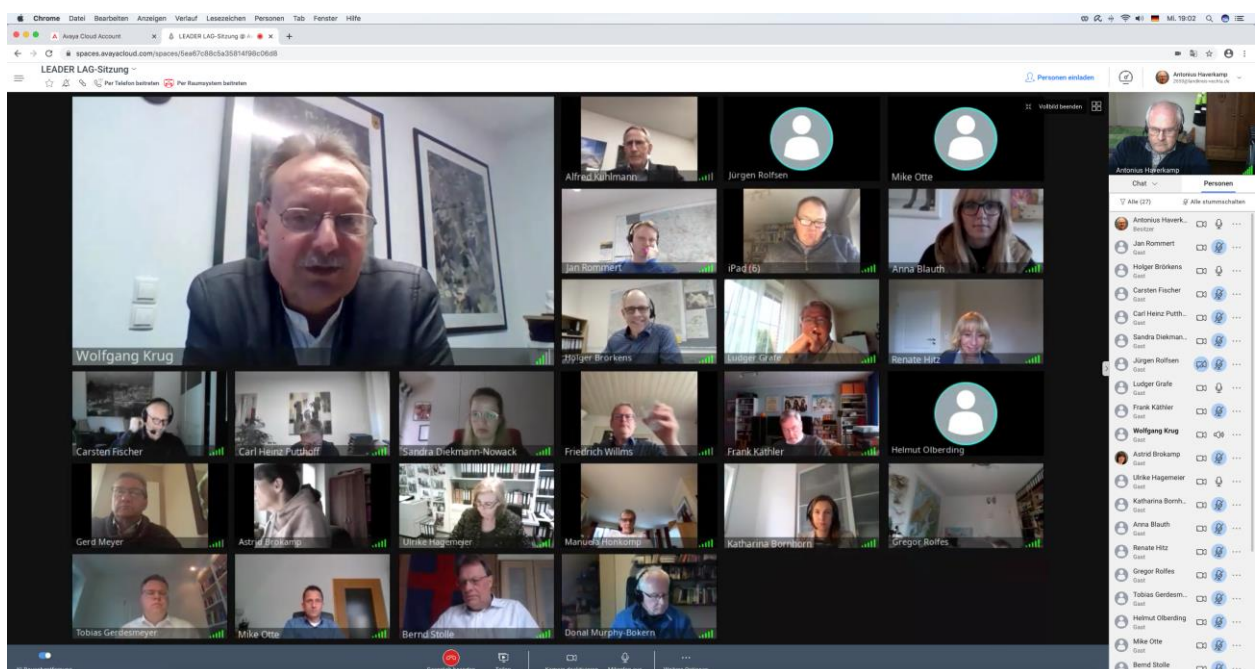 Chrome Datei Bearbeiten Anzeigen Verlauf Lesezeichen Personen Tab Fenster Hilfe
Mi. 19:02
Avaya Cloud Account
LEADER LAG-Sitzung
spaces.avayacloud.com/spaces/
LEADER LAG-Sitzung
Per Telefon beitreten Per Raumsystem beitreten
Personen einladen
Antonius Haverkamp
Vollbild beenden
Wolfgang Krug
Alfred Kuhlmann
Jürgen Rolfsen
Mike Otte
Jan Rommert
iPad (6)
Anna Blauth
Holger Brörkens
Ludger Grafe
Renate Hitz
Carsten Fischer
Carl Heinz Putthoff
Sandra Diekmann-Nowack
Friedrich Willms
Frank Käthler
Helmut Olberding
Gerd Meyer
Astrid Brokamp
Ulrike Hagemeier
Manuela Honkomp
Katharina Bornhorn
Gregor Rolfes
Tobias Gerdesmeyer
Mike Otte
Bernd Stolle
Donal Murphy-Bokern
Antonius Haverkamp
Chat Personen
Alle (27) Alle stummschalten
Antonius Haverk...
Besitzer
Jan Rommert
Gast
Holger Brörkens
Gast
Carsten Fischer
Gast
Carl Heinz Putth...
Gast
Sandra Diekman...
Gast
Jürgen Rolfsen
Gast
Ludger Grafe
Gast
Frank Käthler
Gast
Wolfgang Krug
Gast
Astrid Brokamp
Gast
Ulrike Hagemeier
Gast
Katharina Bornh...
Gast
Anna Blauth
Gast
Renate Hitz
Gast
Gregor Rolfes
Gast
Tobias Gerdesm...
Gast
Helmut Olberding
Gast
Mike Otte
Gast
Bernd Stolle